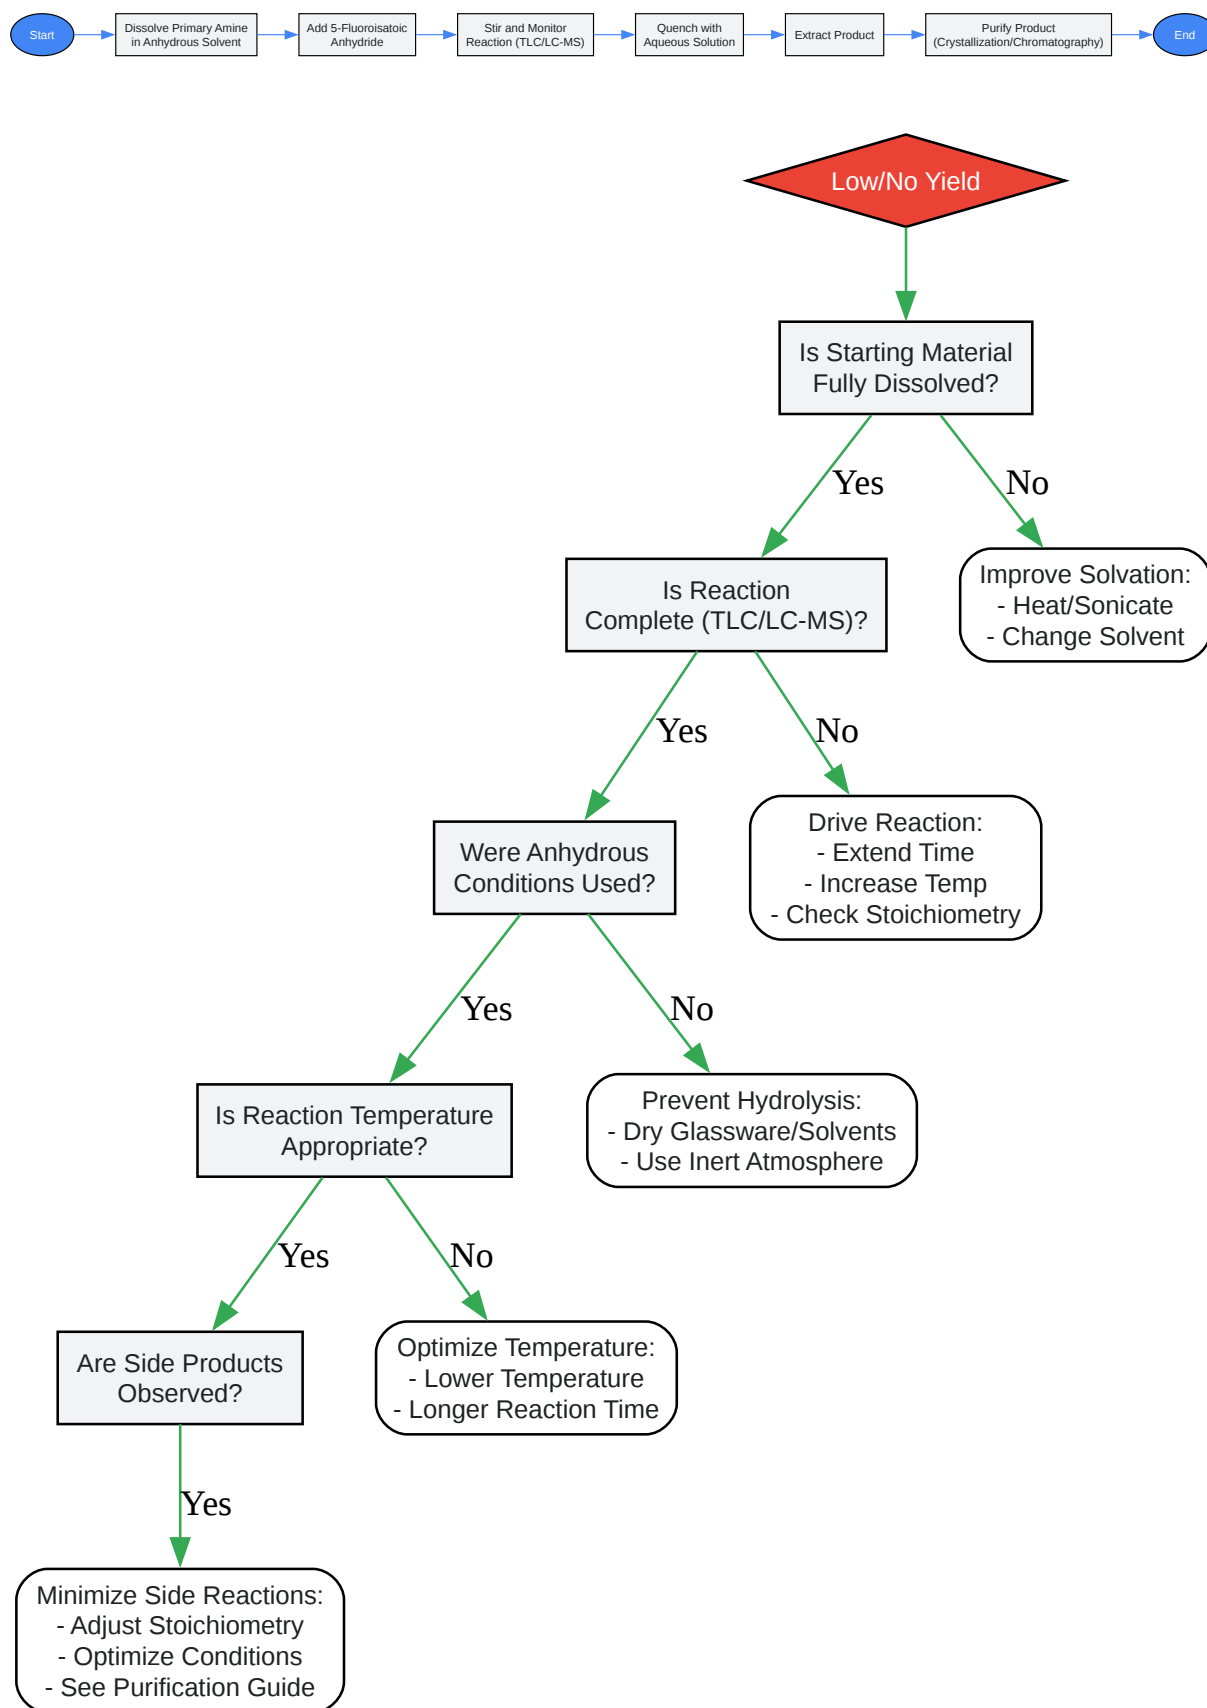 Start
Dissolve Primary Amine
in Anhydrous Solvent
Add 5-Fluoroisatoic
Anhydride
Stir and Monitor
Reaction (TLC/LC-MS)
Quench with
Aqueous Solution
Extract Product
Purify Product
(Crystallization/Chromatography)
End
Low/No Yield
Is Starting Material
Fully Dissolved?
Yes
No
Is Reaction
Complete (TLC/LC-MS)?
Improve Solvation:
- Heat/Sonicate
- Change Solvent
Yes
No
Were Anhydrous
Conditions Used?
Drive Reaction:
- Extend Time
- Increase Temp
- Check Stoichiometry
Yes
No
Is Reaction Temperature
Appropriate?
Prevent Hydrolysis:
- Dry Glassware/Solvents
- Use Inert Atmosphere
Yes
No
Are Side Products
Observed?
Optimize Temperature:
- Lower Temperature
- Longer Reaction Time
Yes
Minimize Side Reactions:
- Adjust Stoichiometry
- Optimize Conditions
- See Purification Guide